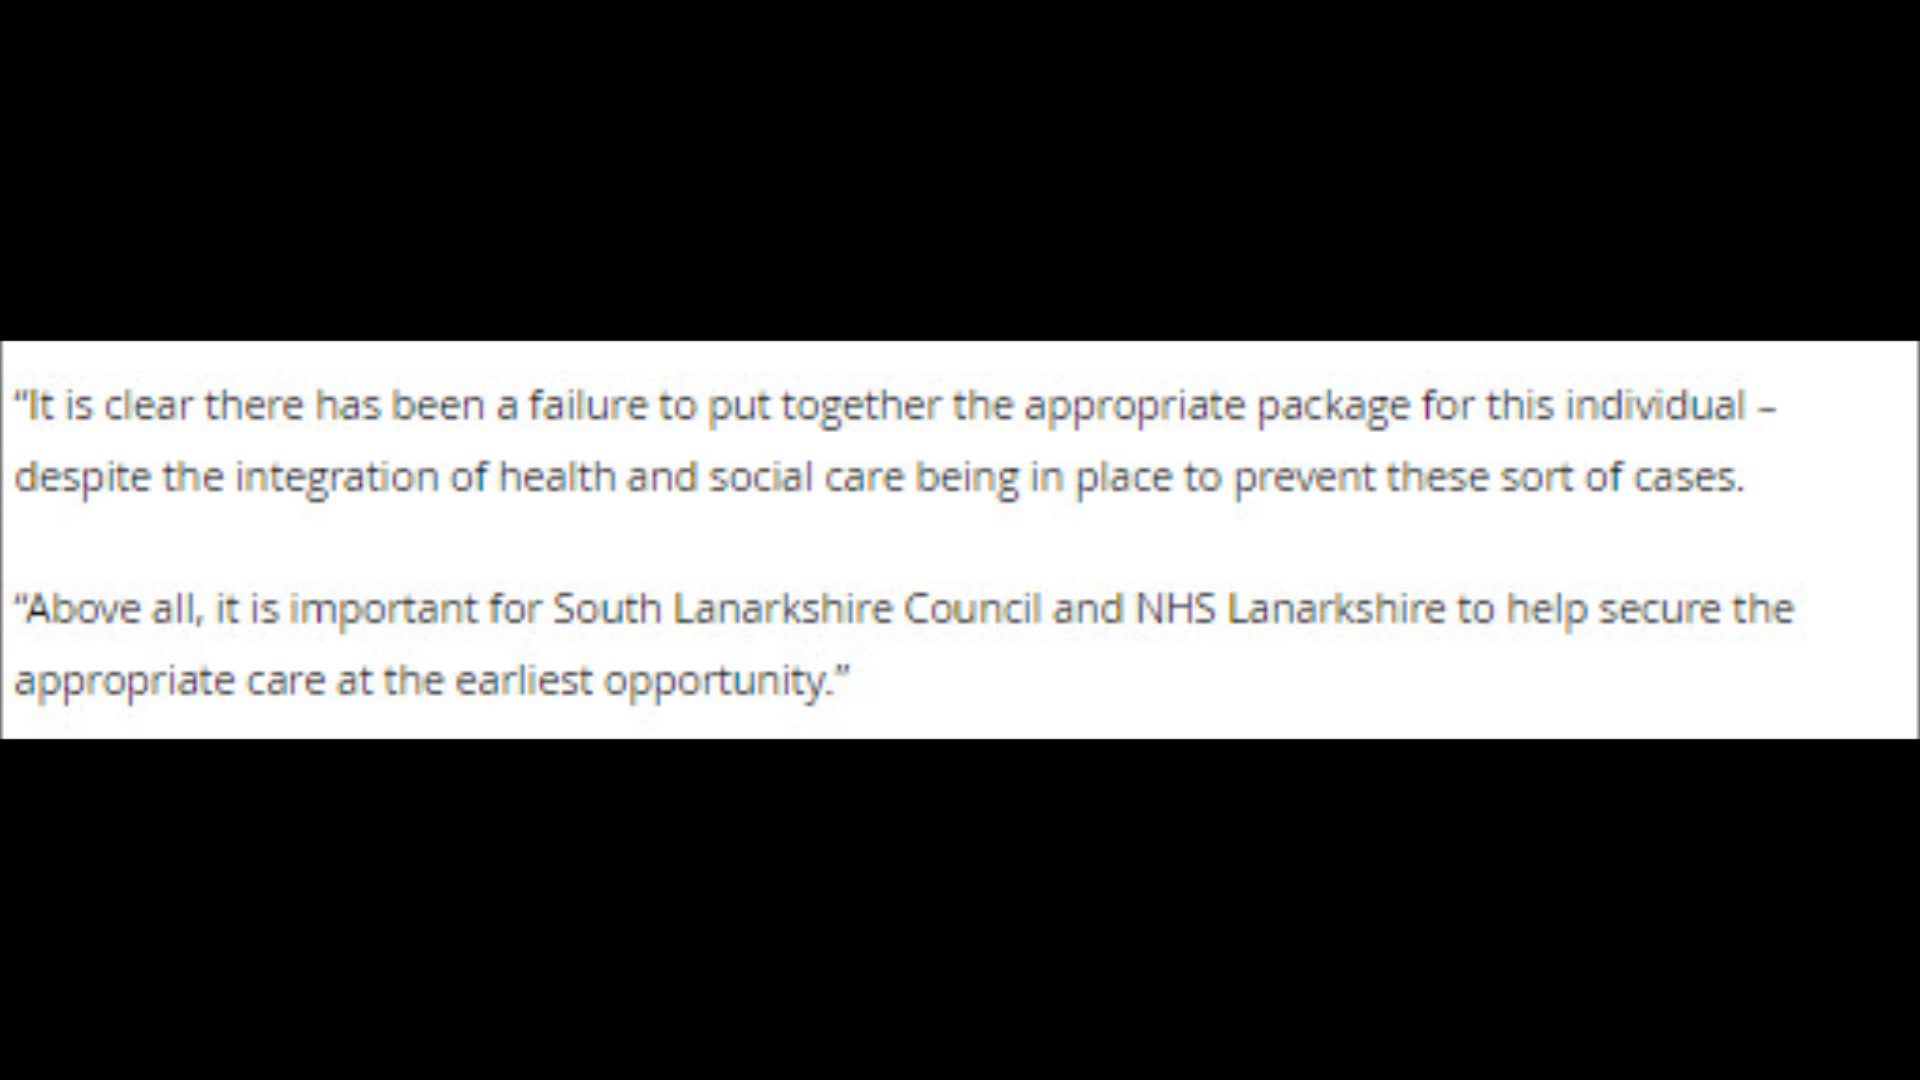 “It is clear there has been a failure to put together the appropriate package for this individual –
despite the integration of health and social care being in place to prevent these sort of cases.
“Above all, it is important for South Lanarkshire Council and NHS Lanarkshire to help secure the
appropriate care at the earliest opportunity.”